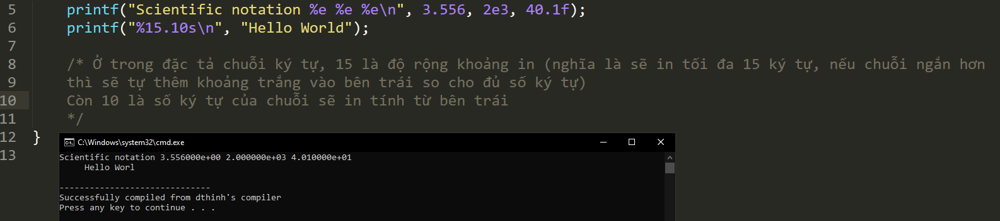 5 printf("Scientific notation %e %e %e\n", 3.556, 2e3, 40.1f);
6 printf("%15.10s\n", "Hello World");
7
8 /* Ở trong đặc tả chuỗi ký tự, 15 là độ rộng khoảng in (nghĩa là sẽ in tối đa 15 ký tự, nếu chuỗi ngắn hơn
9 thì sẽ tự thêm khoảng trắng vào bên trái so cho đủ số ký tự)
10 Còn 10 là số ký tự của chuỗi sẽ in tính từ bên trái
11 */
12 }
13
C:\Windows\system32\cmd.exe
Scientific notation 3.556000e+00 2.000000e+03 4.010000e+01
     Hello Worl
------------------------------
Successfully compiled from dthinh's compiler
Press any key to continue . . .